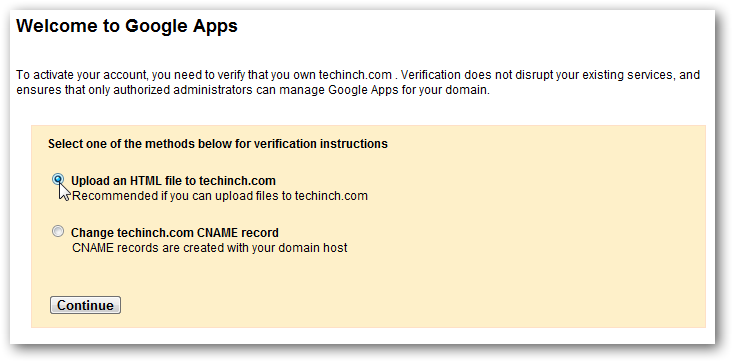 Welcome to Google Apps
To activate your account, you need to verify that you own techinch.com . Verification does not disrupt your existing services, and
ensures that only authorized administrators can manage Google Apps for your domain.
Select one of the methods below for verification instructions
Upload an HTML file to techinch.com
Recommended if you can upload files to techinch.com
Change techinch.com CNAME record
CNAME records are created with your domain host
Continue